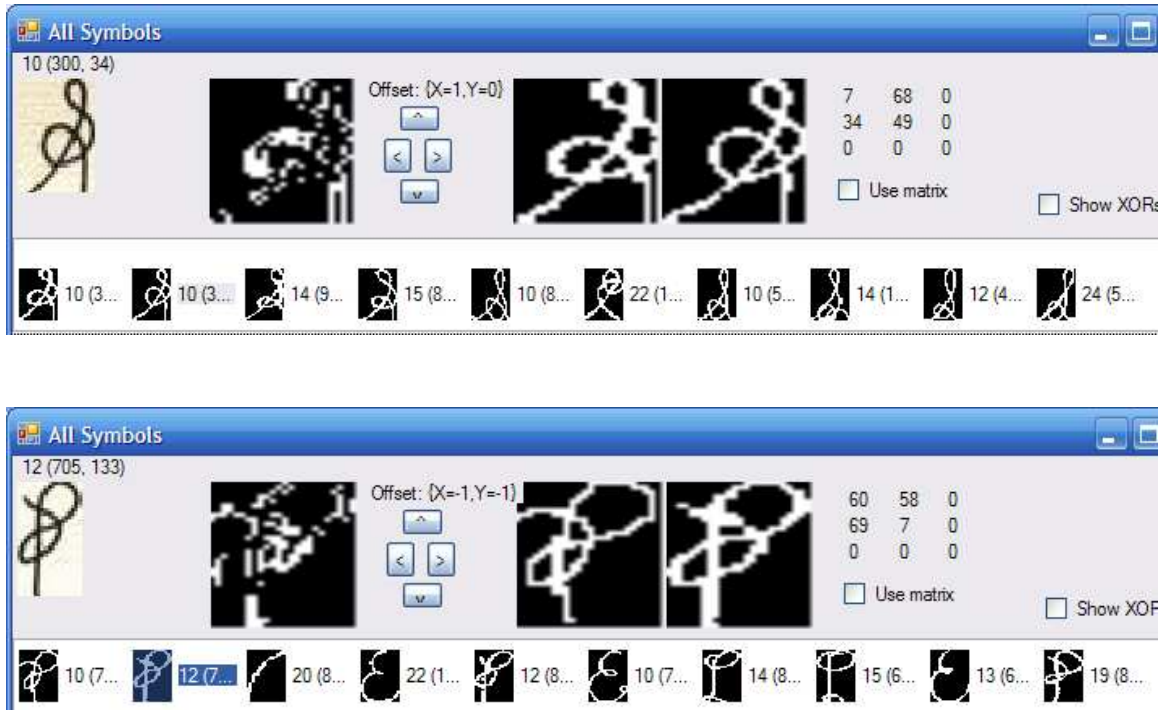 All Symbols
10 (300, 34)
Offset: {X=1,Y=0}
^
< >
v
7 68 0
34 49 0
0 0 0
Use matrix
Show XORs
10 (3... 10 (3... 14 (9... 15 (8... 10 (8... 22 (1... 10 (5... 14 (1... 12 (4... 24 (5...
All Symbols
12 (705, 133)
Offset: {X=-1,Y=-1}
^
< >
v
60 58 0
69 7 0
0 0 0
Use matrix
Show XOF
10 (7... 12 (7... 20 (8... 22 (1... 12 (8... 10 (7... 14 (8... 15 (6... 13 (6... 19 (8...